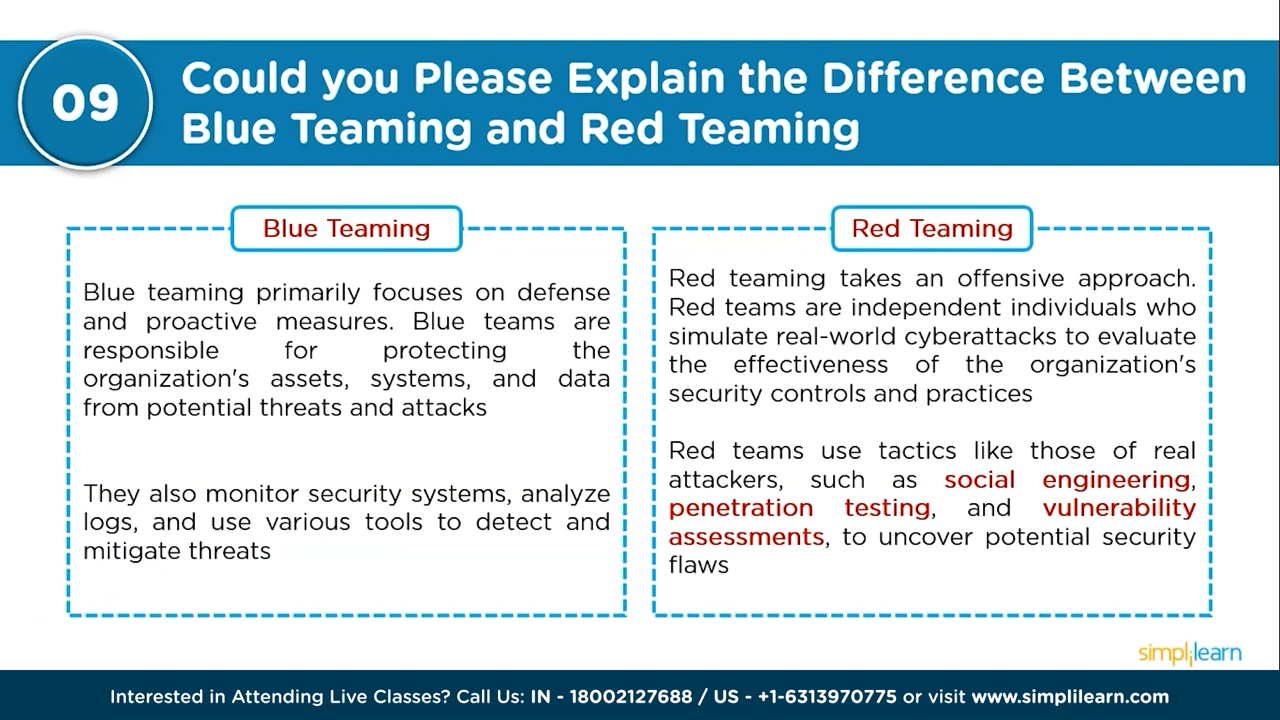 09
Could you Please Explain the Difference Between
Blue Teaming and Red Teaming
Blue Teaming
Blue teaming primarily focuses on defense
and proactive measures. Blue teams are
responsible for protecting the
organization's assets, systems, and data
from potential threats and attacks
They also monitor security systems, analyze
logs, and use various tools to detect and
mitigate threats
Red Teaming
Red teaming takes an offensive approach.
Red teams are independent individuals who
simulate real-world cyberattacks to evaluate
the effectiveness of the organization's
security controls and practices
Red teams use tactics like those of real
attackers, such as social engineering,
penetration testing, and vulnerability
assessments, to uncover potential security
flaws
simplilearn
Interested in Attending Live Classes? Call Us: IN - 18002127688 / US - +1-6313970775 or visit www.simplilearn.com